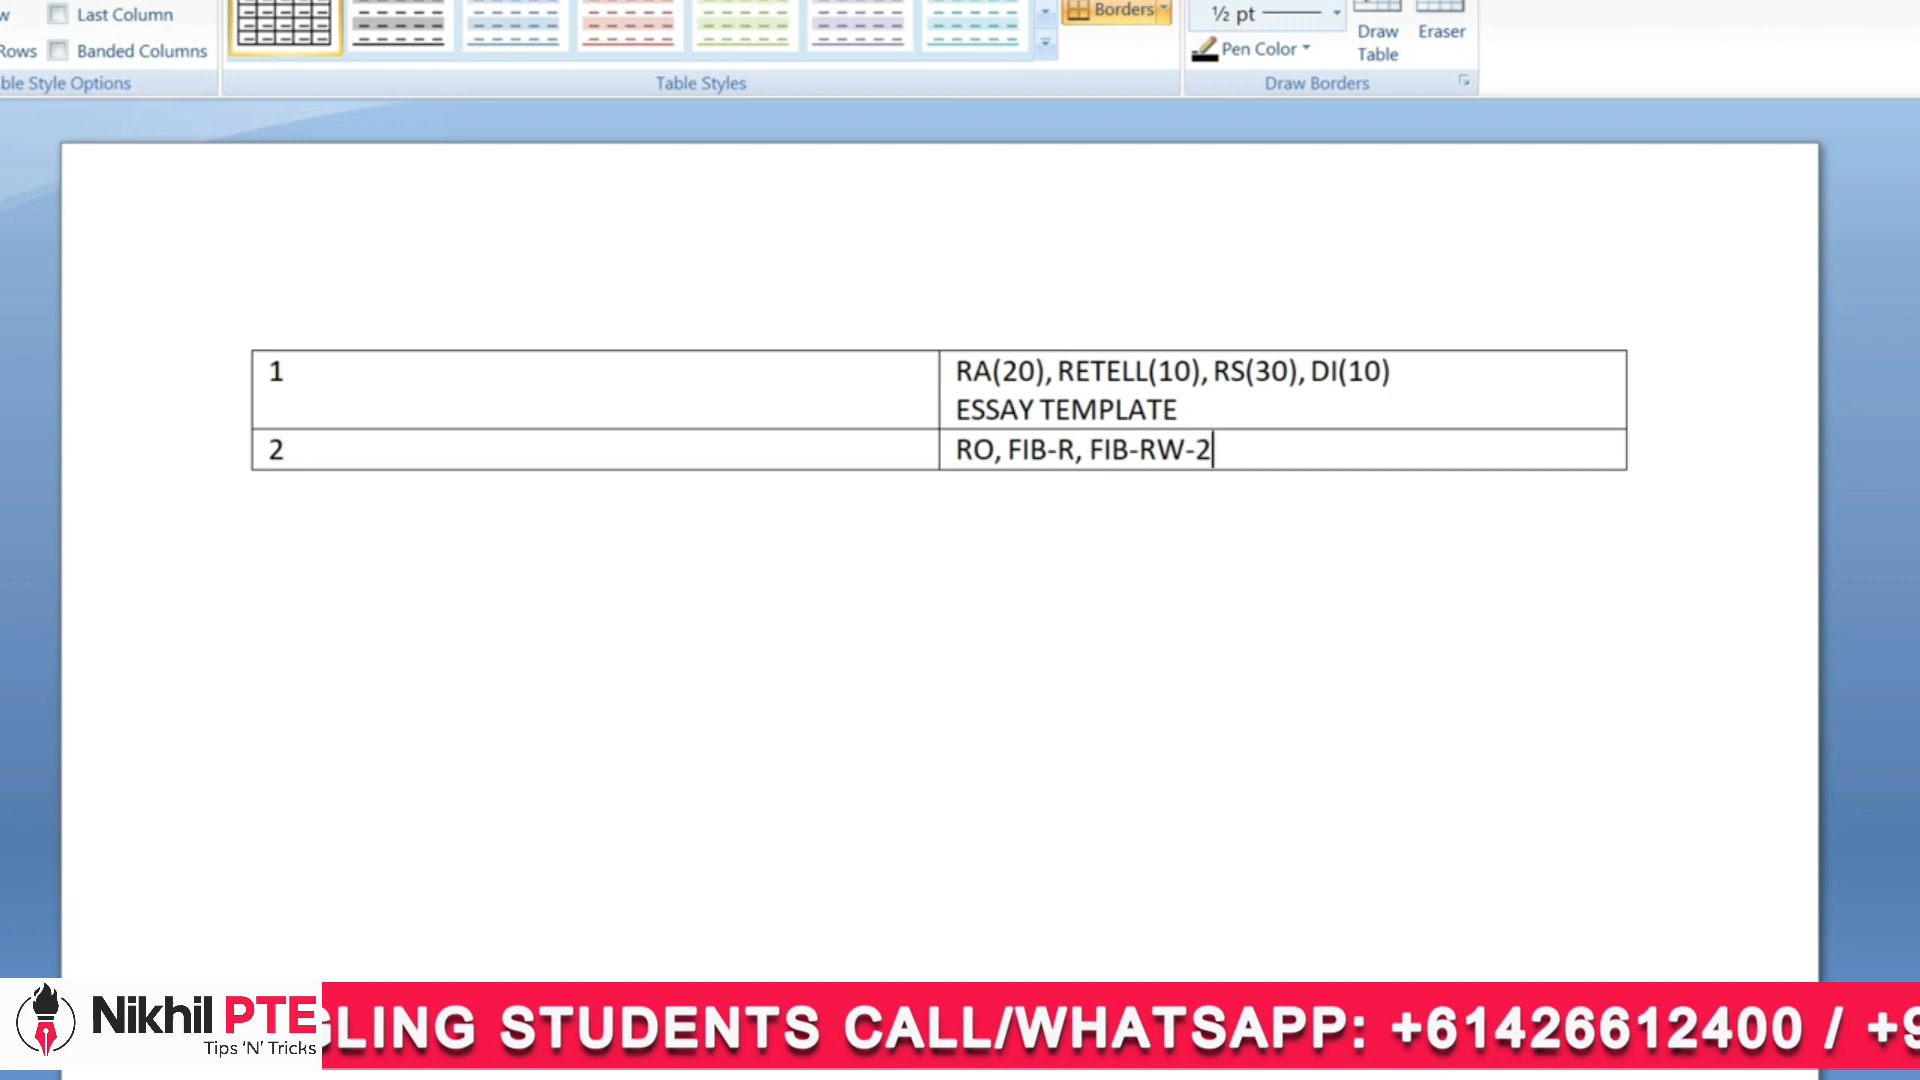 Last Column
Rows
Banded Columns
Style Options
Table Styles
Borders
½ pt
Pen Color
Draw Table
Eraser
Draw Borders
1
RA(20), RETELL(10), RS(30), DI(10)
ESSAY TEMPLATE
2
RO, FIB-R, FIB-RW-2
Nikhil PTE
Tips 'N' Tricks
STUDENTS CALL/WHATSAPP: +61426612400 /